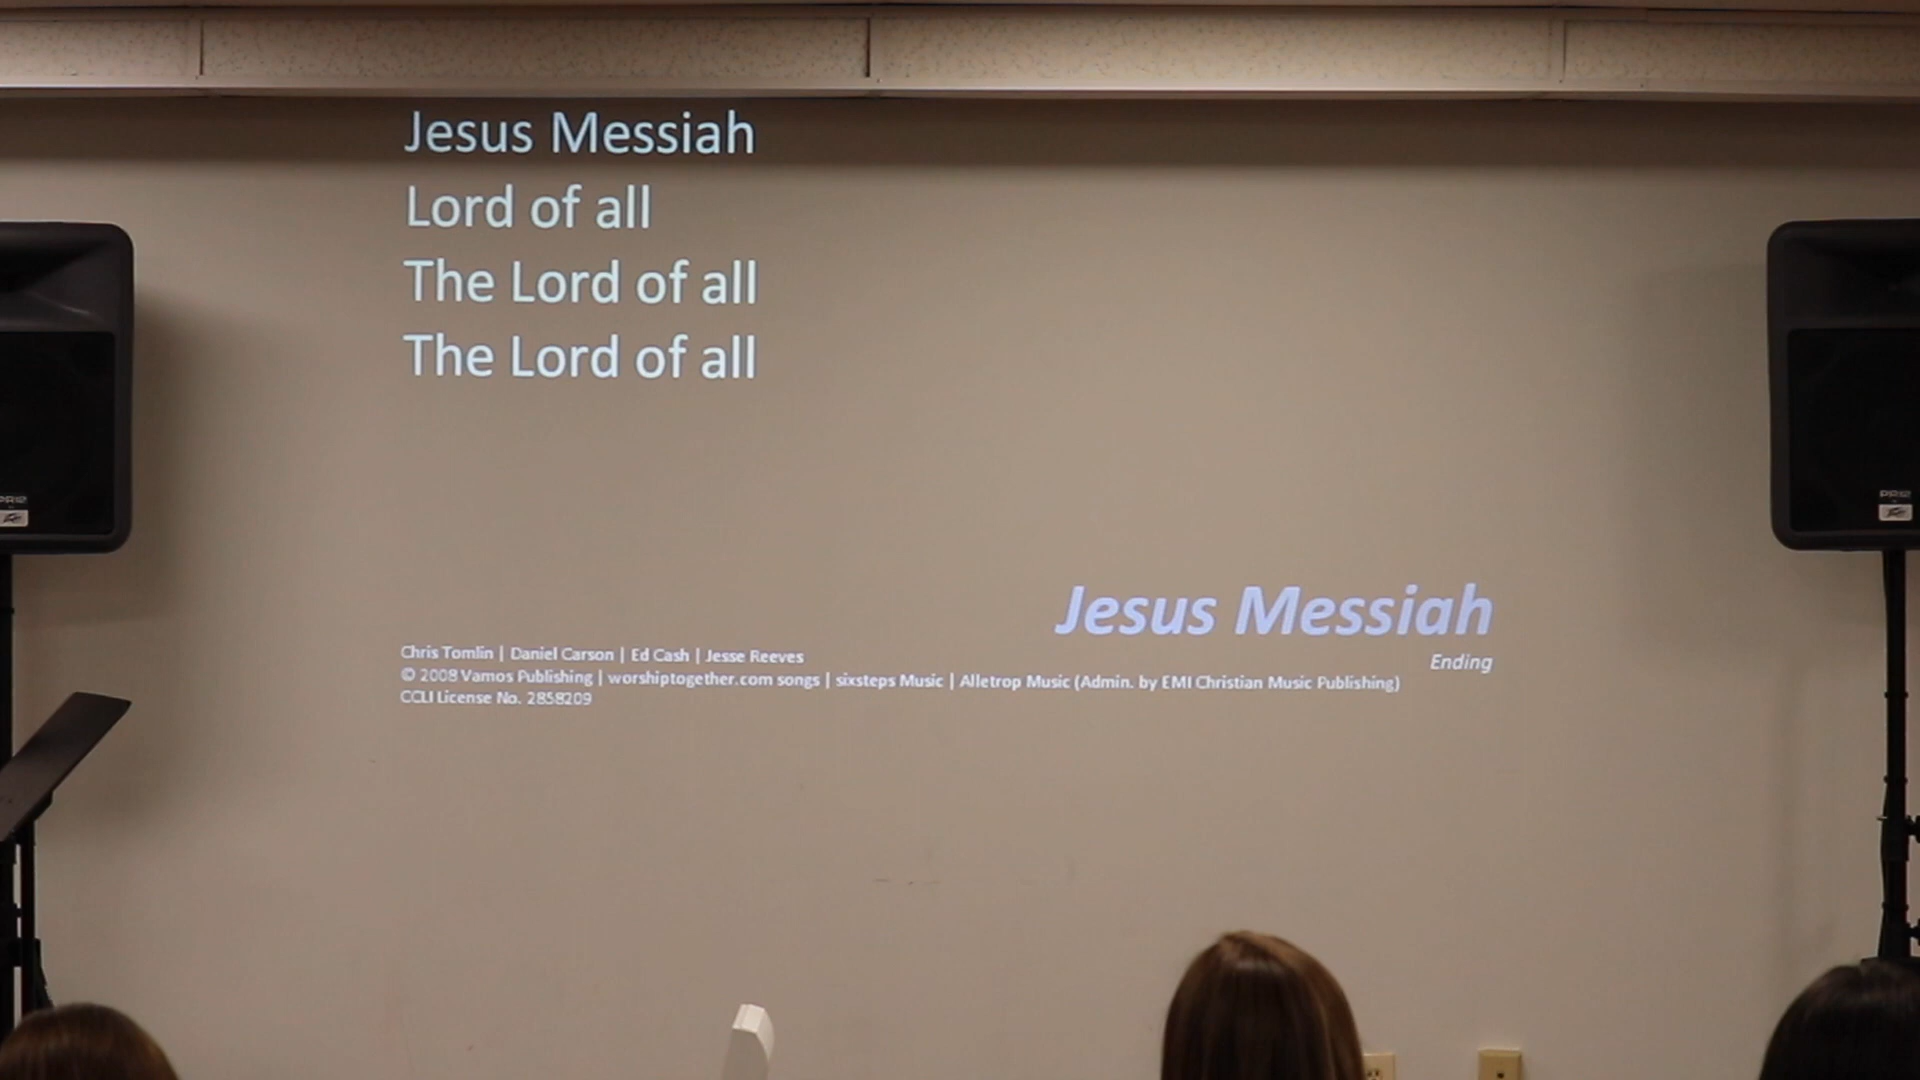 Jesus Messiah
Lord of all
The Lord of all
The Lord of all
Jesus Messiah
Ending
Chris Tomlin | Daniel Carson | Ed Cash | Jesse Reeves
© 2008 Vamos Publishing | worshiptogether.com songs | sixsteps Music | Alletrop Music (Admin. by EMI Christian Music Publishing)
CCLI License No. 2858209
PR12
PR12